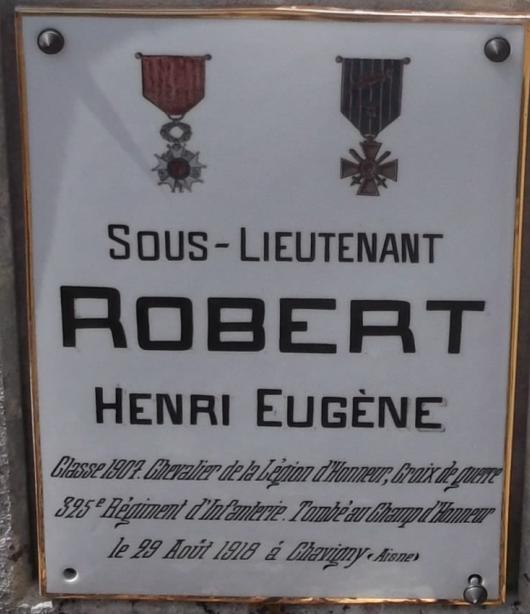 SOUS-LIEUTENANT
ROBERT
HENRI EUGÈNE
Classe 1907. Chevalier de la Légion d'Honneur, Croix de guerre
325e Régiment d'Infanterie. Tombé au Champ d'Honneur
le 29 Août 1918 à Chavigny (Aisne)